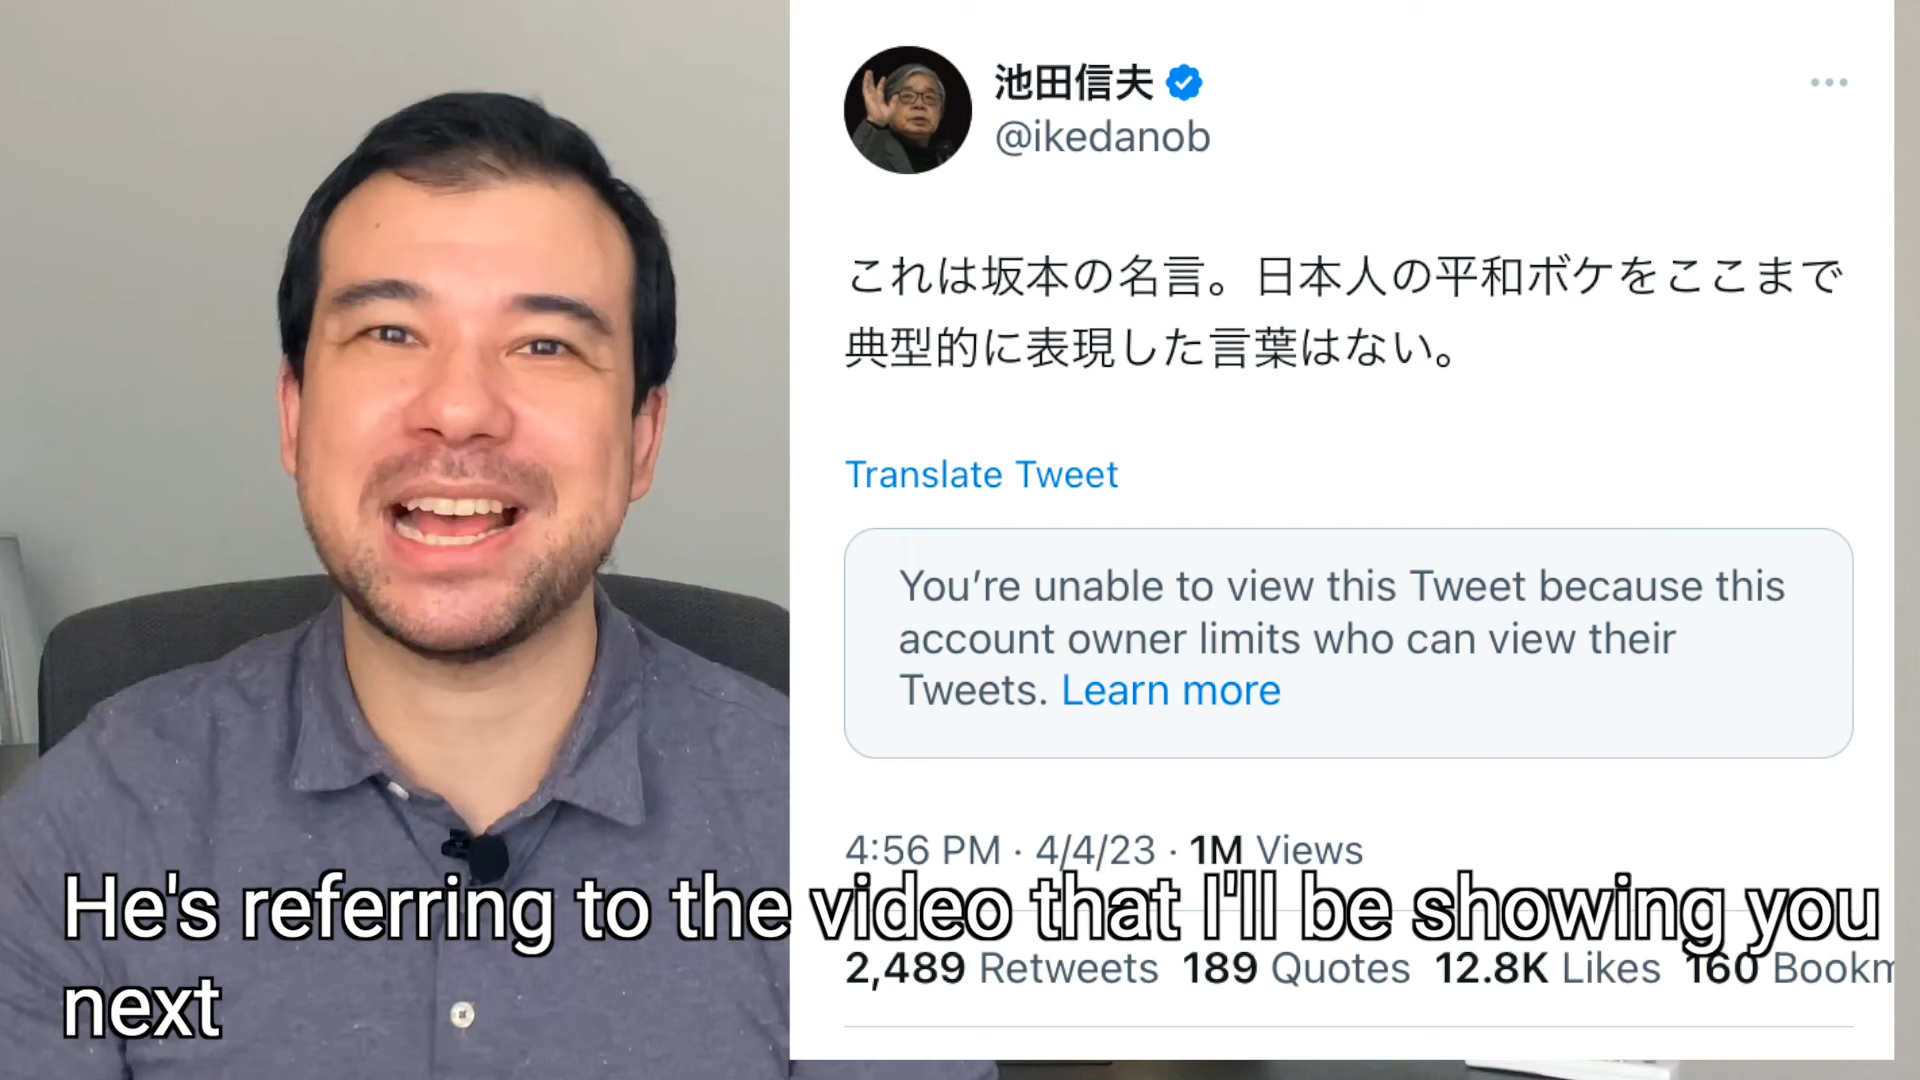 池田信夫
@ikedanob
これは坂本の名言。日本人の平和ボケをここまで
典型的に表現した言葉はない。
Translate Tweet
You’re unable to view this Tweet because this
account owner limits who can view their
Tweets. Learn more
4:56 PM · 4/4/23 · 1M Views
He's referring to the video that I'll be showing you
next
2,489 Retweets 189 Quotes 12.8K Likes 160 Bookm